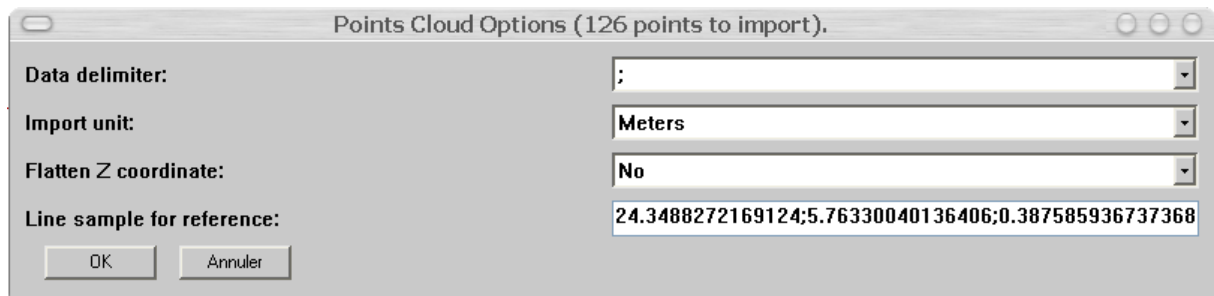 Points Cloud Options (126 points to import).
Data delimiter: ;
Import unit: Meters
Flatten Z coordinate: No
Line sample for reference: 24.3488272169124;5.76330040136406;0.387585936737368
OK Annuler